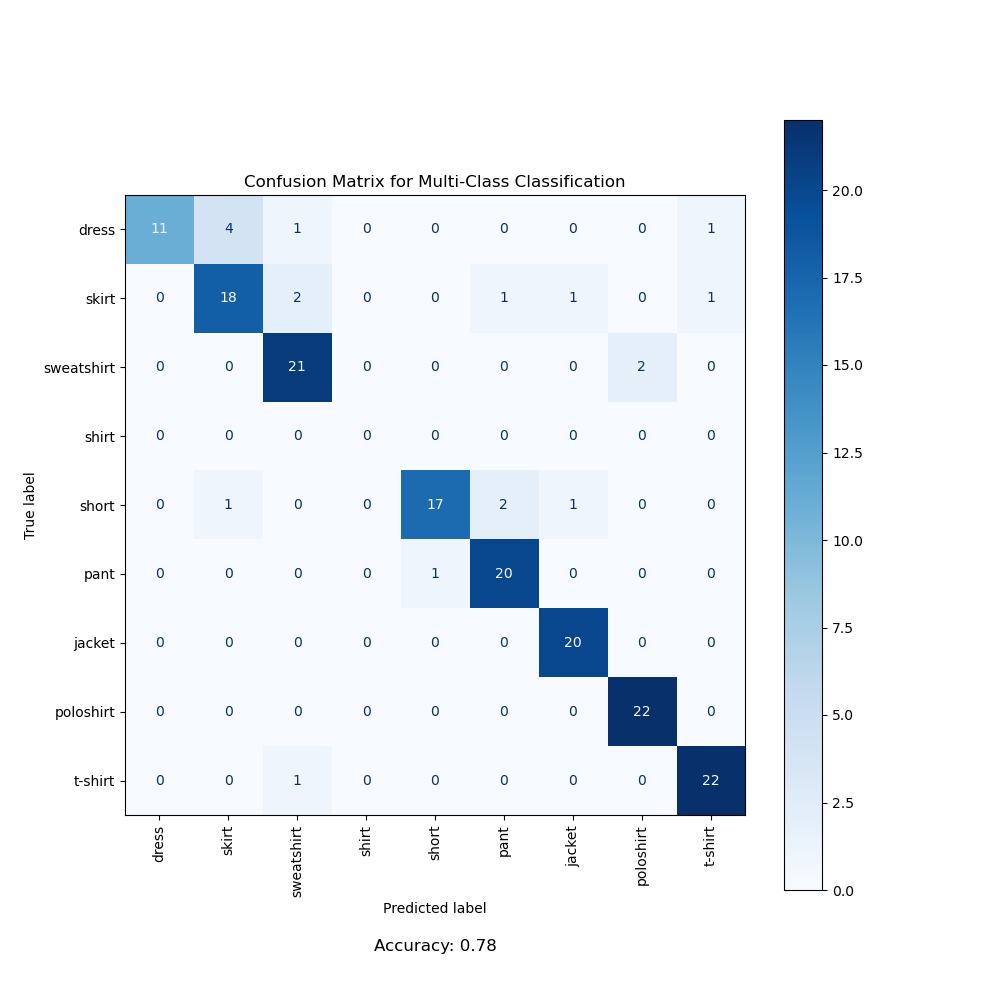 Confusion Matrix for Multi-Class Classification
dress 11 4 1 0 0 0 0 0 1
skirt 0 18 2 0 0 1 1 0 1
sweatshirt 0 0 21 0 0 0 0 2 0
shirt 0 0 0 0 0 0 0 0 0
short 0 1 0 0 17 2 1 0 0
pant 0 0 0 0 1 20 0 0 0
jacket 0 0 0 0 0 0 20 0 0
poloshirt 0 0 0 0 0 0 0 22 0
t-shirt 0 0 1 0 0 0 0 0 22
True label
dress skirt sweatshirt shirt short pant jacket poloshirt t-shirt
Predicted label
Accuracy: 0.78
20.0
17.5
15.0
12.5
10.0
7.5
5.0
2.5
0.0